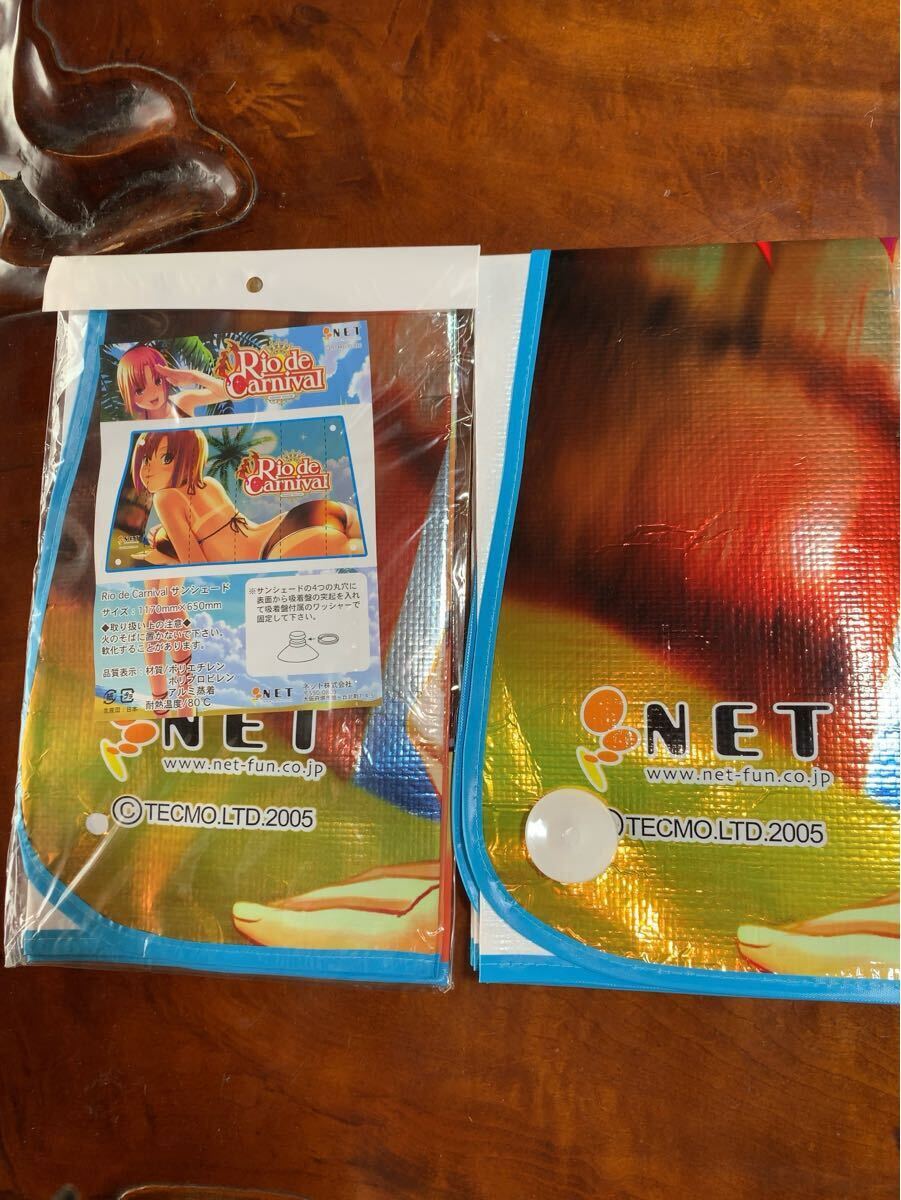 NET
Rio de
Carnival
Rio de
Carnival
NET
Rio de Carnival サンシェード
サイズ：1170mm×650mm
◆取り扱い上の注意◆
火のそばに置かないで下さい。
軟化することがあります。
品質表示：材質/ポリエチレン
ポリプロピレン
アルミ蒸着
耐熱温度/80℃
生産国：日本
※サンシェードの4つの丸穴に
表面から吸着盤の突起を入れ
て吸着盤付属のワッシャーで
固定して下さい。
NET
ネット株式会社
NET
www.net-fun.co.jp
©TECMO.LTD.2005
NET
www.net-fun.co.jp
TECMO.LTD.2005